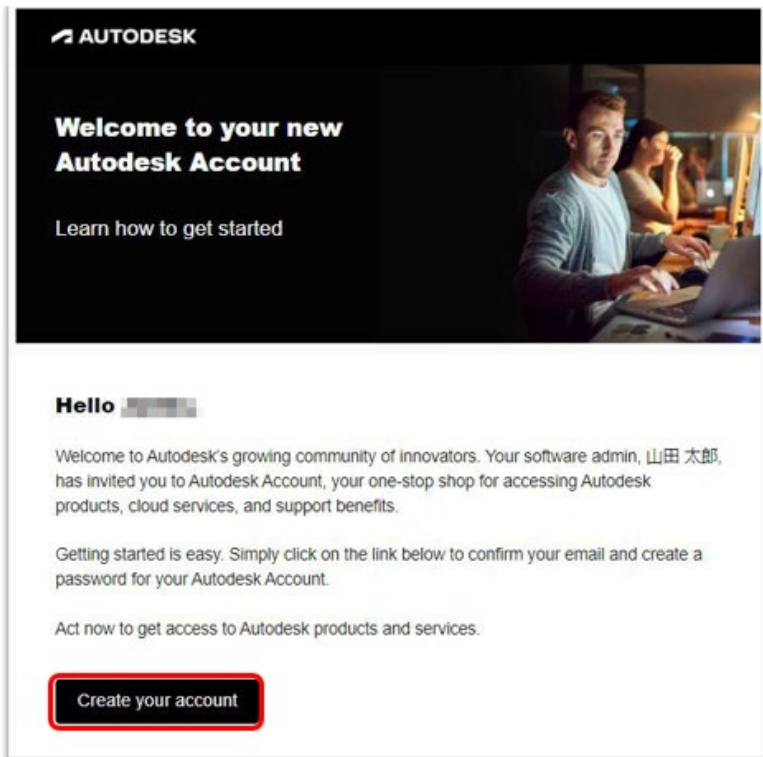 AUTODESK
Welcome to your new
Autodesk Account
Learn how to get started
Hello
Welcome to Autodesk's growing community of innovators. Your software admin, 山田 太郎,
has invited you to Autodesk Account, your one-stop shop for accessing Autodesk
products, cloud services, and support benefits.
Getting started is easy. Simply click on the link below to confirm your email and create a
password for your Autodesk Account.
Act now to get access to Autodesk products and services.
Create your account